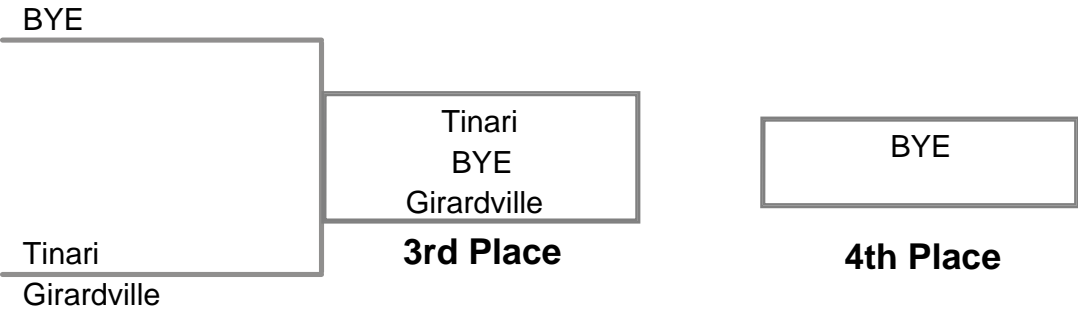 BYE
Tinari
BYE
Girardville
3rd Place
BYE
4th Place
Tinari
Girardville